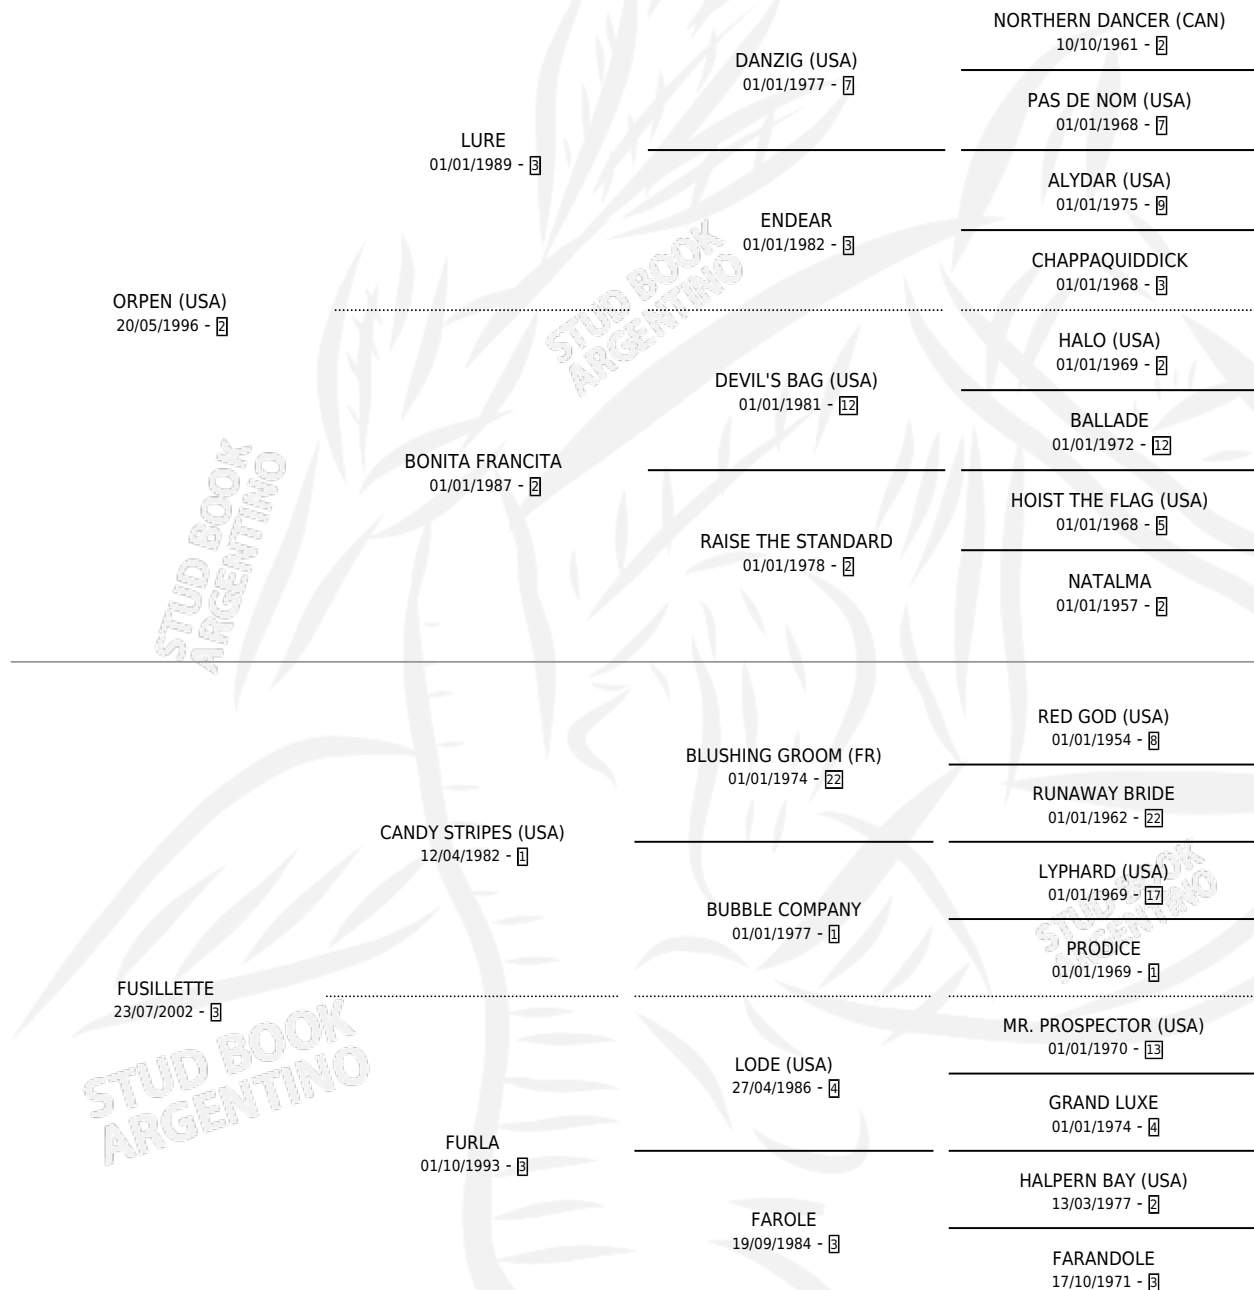 NORTHERN DANCER (CAN)
10/10/1961 - 2
DANZIG (USA)
01/01/1977 - 7
PAS DE NOM (USA)
01/01/1968 - 7
LURE
01/01/1989 - 3
ALYDAR (USA)
01/01/1975 - 9
ENDEAR
01/01/1982 - 3
CHAPPAQUIDDICK
01/01/1968 - 3
ORPEN (USA)
20/05/1996 - 2
HALO (USA)
01/01/1969 - 2
DEVIL'S BAG (USA)
01/01/1981 - 12
BALLADE
01/01/1972 - 12
BONITA FRANCITA
01/01/1987 - 2
HOIST THE FLAG (USA)
01/01/1968 - 5
RAISE THE STANDARD
01/01/1978 - 2
NATALMA
01/01/1957 - 2
RED GOD (USA)
01/01/1954 - 8
BLUSHING GROOM (FR)
01/01/1974 - 22
RUNAWAY BRIDE
01/01/1962 - 22
CANDY STRIPES (USA)
12/04/1982 - 1
LYPHARD (USA)
01/01/1969 - 17
BUBBLE COMPANY
01/01/1977 - 1
PRODICE
01/01/1969 - 1
FUSILLETTE
23/07/2002 - 3
MR. PROSPECTOR (USA)
01/01/1970 - 13
LODE (USA)
27/04/1986 - 4
GRAND LUXE
01/01/1974 - 4
FURLA
01/10/1993 - 3
HALPERN BAY (USA)
13/03/1977 - 2
FAROLE
19/09/1984 - 3
FARANDOLE
17/10/1971 - 3
STUD BOOK
ARGENTINO
STUD BOOK
ARGENTINO
STUD BOOK
ARGENTINO
STUD BOOK
ARGENTINO